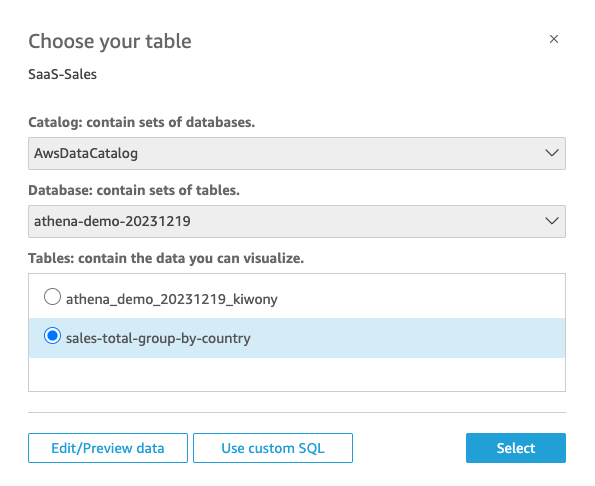 Choose your table
SaaS-Sales
Catalog: contain sets of databases.
AwsDataCatalog
Database: contain sets of tables.
athena-demo-20231219
Tables: contain the data you can visualize.
athena_demo_20231219_kiwony
sales-total-group-by-country
Edit/Preview data Use custom SQL Select